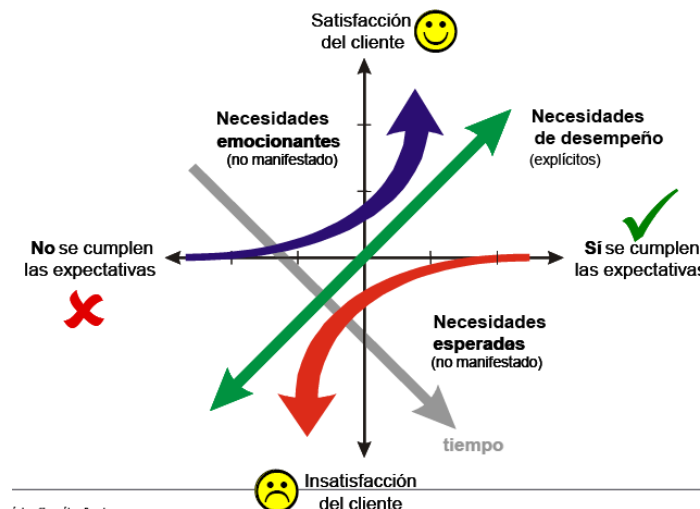 Satisfacción
del cliente
Necesidades
emocionantes
(no manifestado)
Necesidades
de desempeño
(explícitos)
No se cumplen
las expectativas
Sí se cumplen
las expectativas
Necesidades
esperadas
(no manifestado)
tiempo
Insatisfacción
del cliente